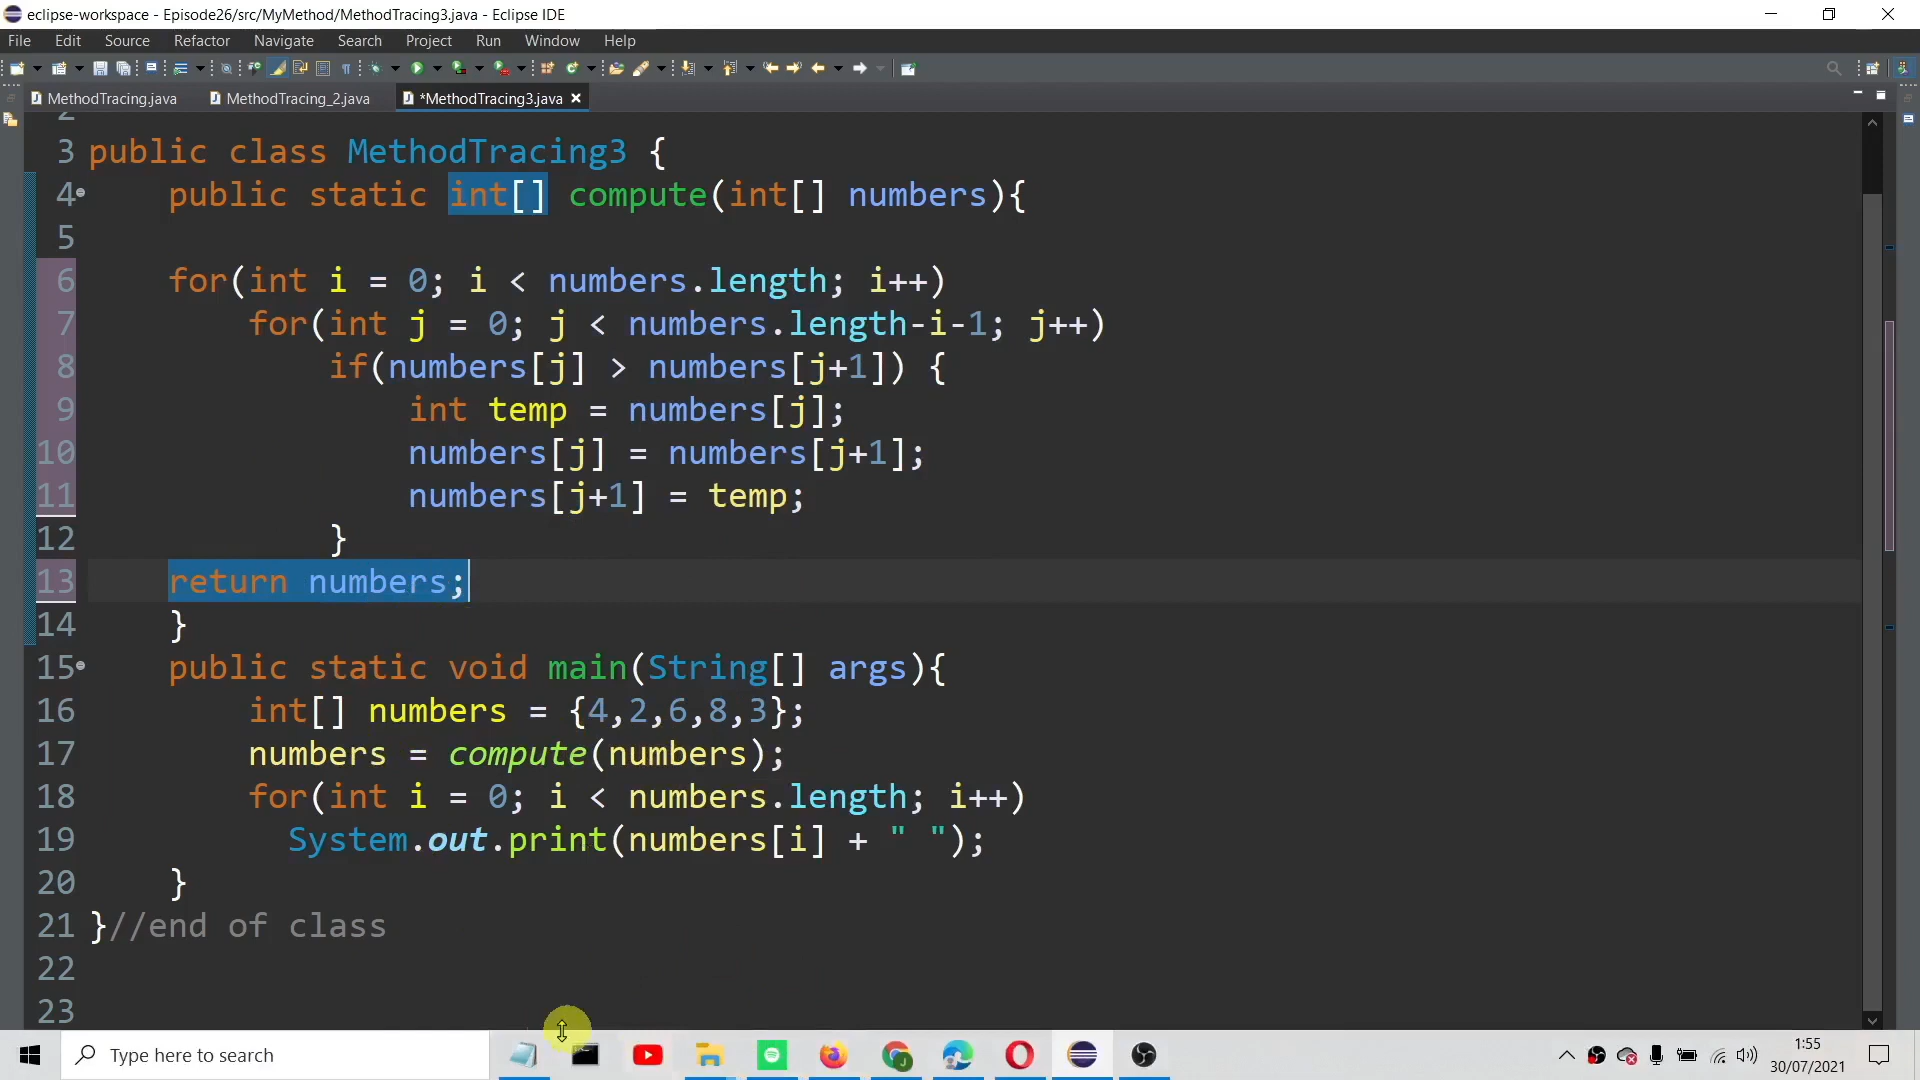 eclipse-workspace - Episode26/src/MyMethod/MethodTracing3.java - Eclipse IDE
File Edit Source Refactor Navigate Search Project Run Window Help
MethodTracing.java MethodTracing_2.java *MethodTracing3.java
2
3 public class MethodTracing3 {
4 public static int[] compute(int[] numbers){
5
6 for(int i = 0; i < numbers.length; i++)
7 for(int j = 0; j < numbers.length-i-1; j++)
8 if(numbers[j] > numbers[j+1]) {
9 int temp = numbers[j];
10 numbers[j] = numbers[j+1];
11 numbers[j+1] = temp;
12 }
13 return numbers;
14 }
15 public static void main(String[] args){
16 int[] numbers = {4,2,6,8,3};
17 numbers = compute(numbers);
18 for(int i = 0; i < numbers.length; i++)
19 System.out.print(numbers[i] + " ");
20 }
21 }//end of class
22
23
Type here to search
1:55
30/07/2021